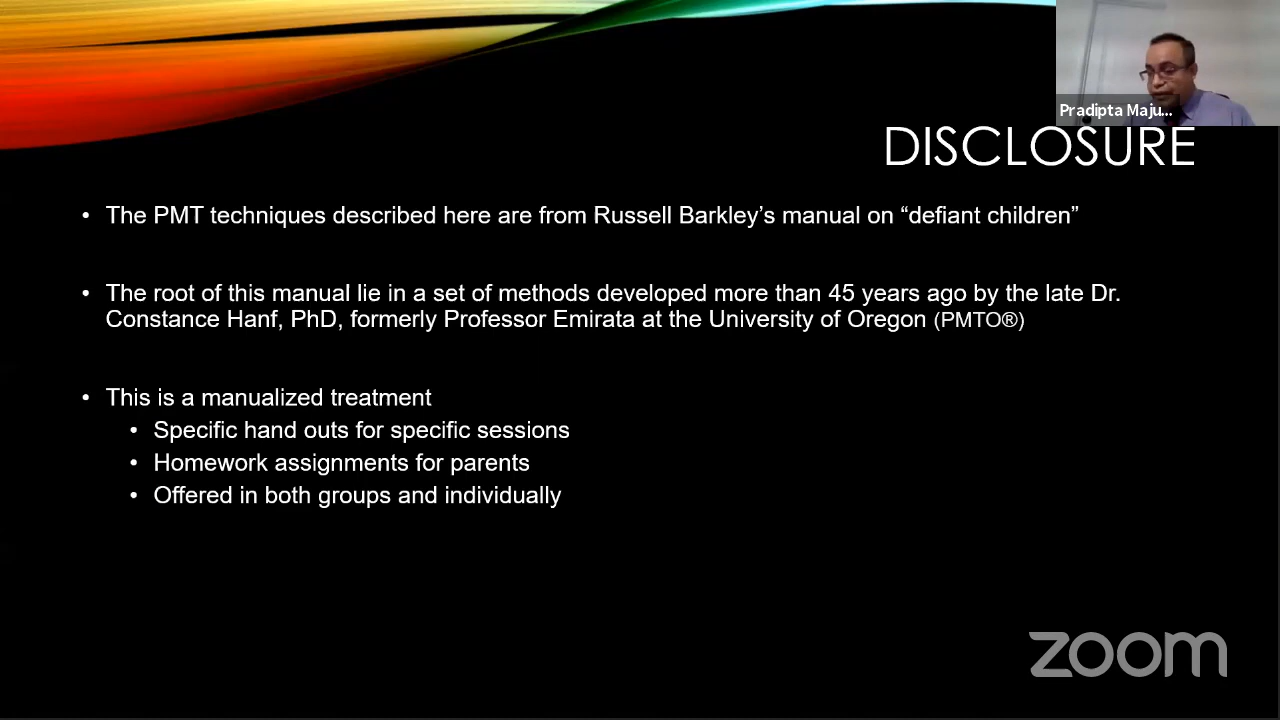 Pradipta Maju...
DISCLOSURE
• The PMT techniques described here are from Russell Barkley’s manual on “defiant children”
• The root of this manual lie in a set of methods developed more than 45 years ago by the late Dr.
Constance Hanf, PhD, formerly Professor Emirata at the University of Oregon (PMTO®)
• This is a manualized treatment
• Specific hand outs for specific sessions
• Homework assignments for parents
• Offered in both groups and individually
zoom